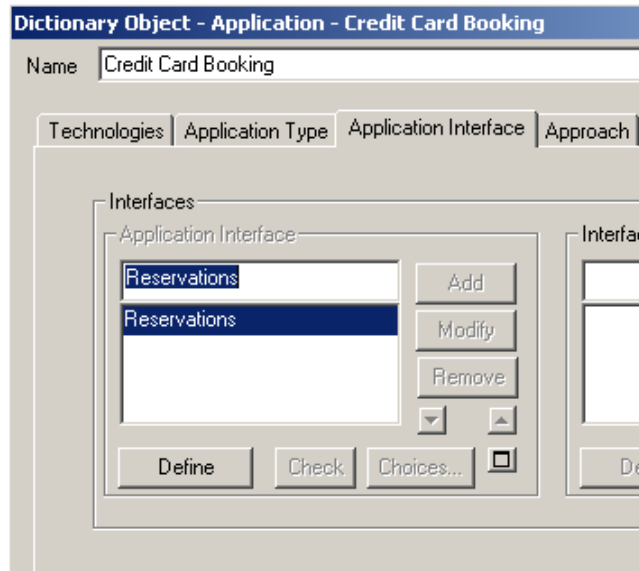 Dictionary Object - Application - Credit Card Booking
Name Credit Card Booking
Technologies Application Type Application Interface Approach
Interfaces
Application Interface
Reservations Add
Reservations Modify
Remove
Define Check Choices...